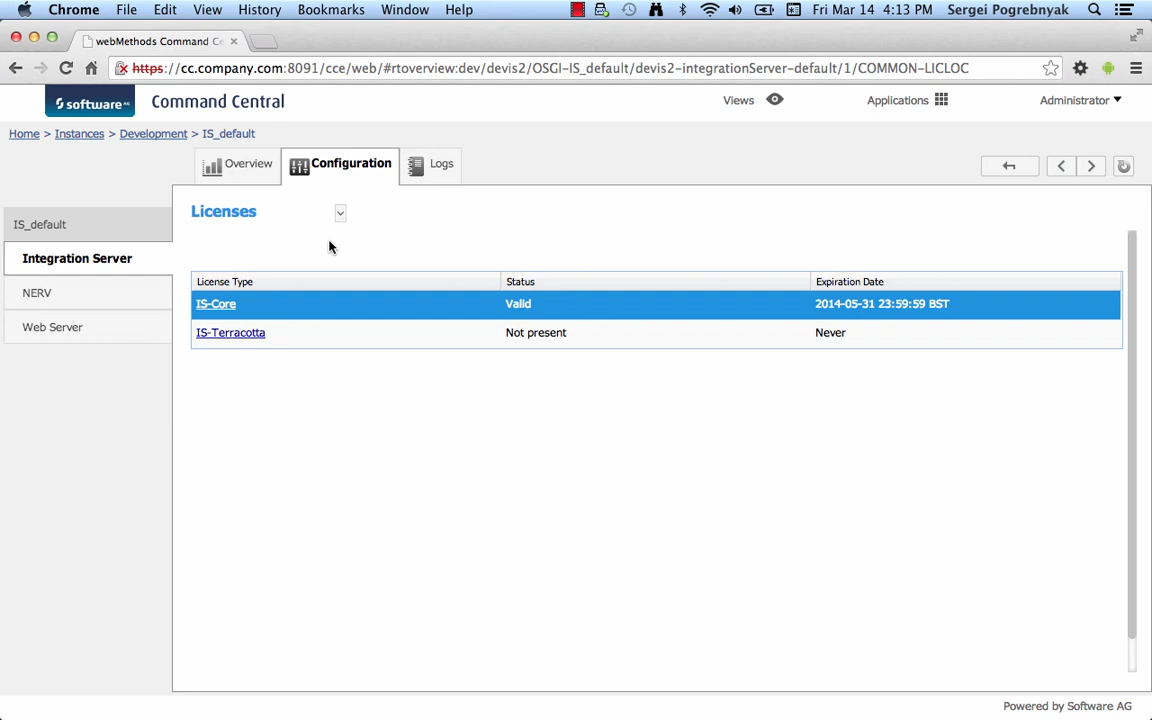 Chrome File Edit View History Bookmarks Window Help Fri Mar 14 4:13 PM Sergei Pogrebnyak
webMethods Command Ce
https://cc.company.com:8091/cce/web/#rtoverview:dev/devis2/OSGI-IS_default/devis2-integrationServer-default/1/COMMON-LICLOC
software AG Command Central Views Applications Administrator
Home > Instances > Development > IS_default
Overview Configuration Logs
Licenses
IS_default
Integration Server
NERV
Web Server
License Type Status Expiration Date
IS-Core Valid 2014-05-31 23:59:59 BST
IS-Terracotta Not present Never
Powered by Software AG